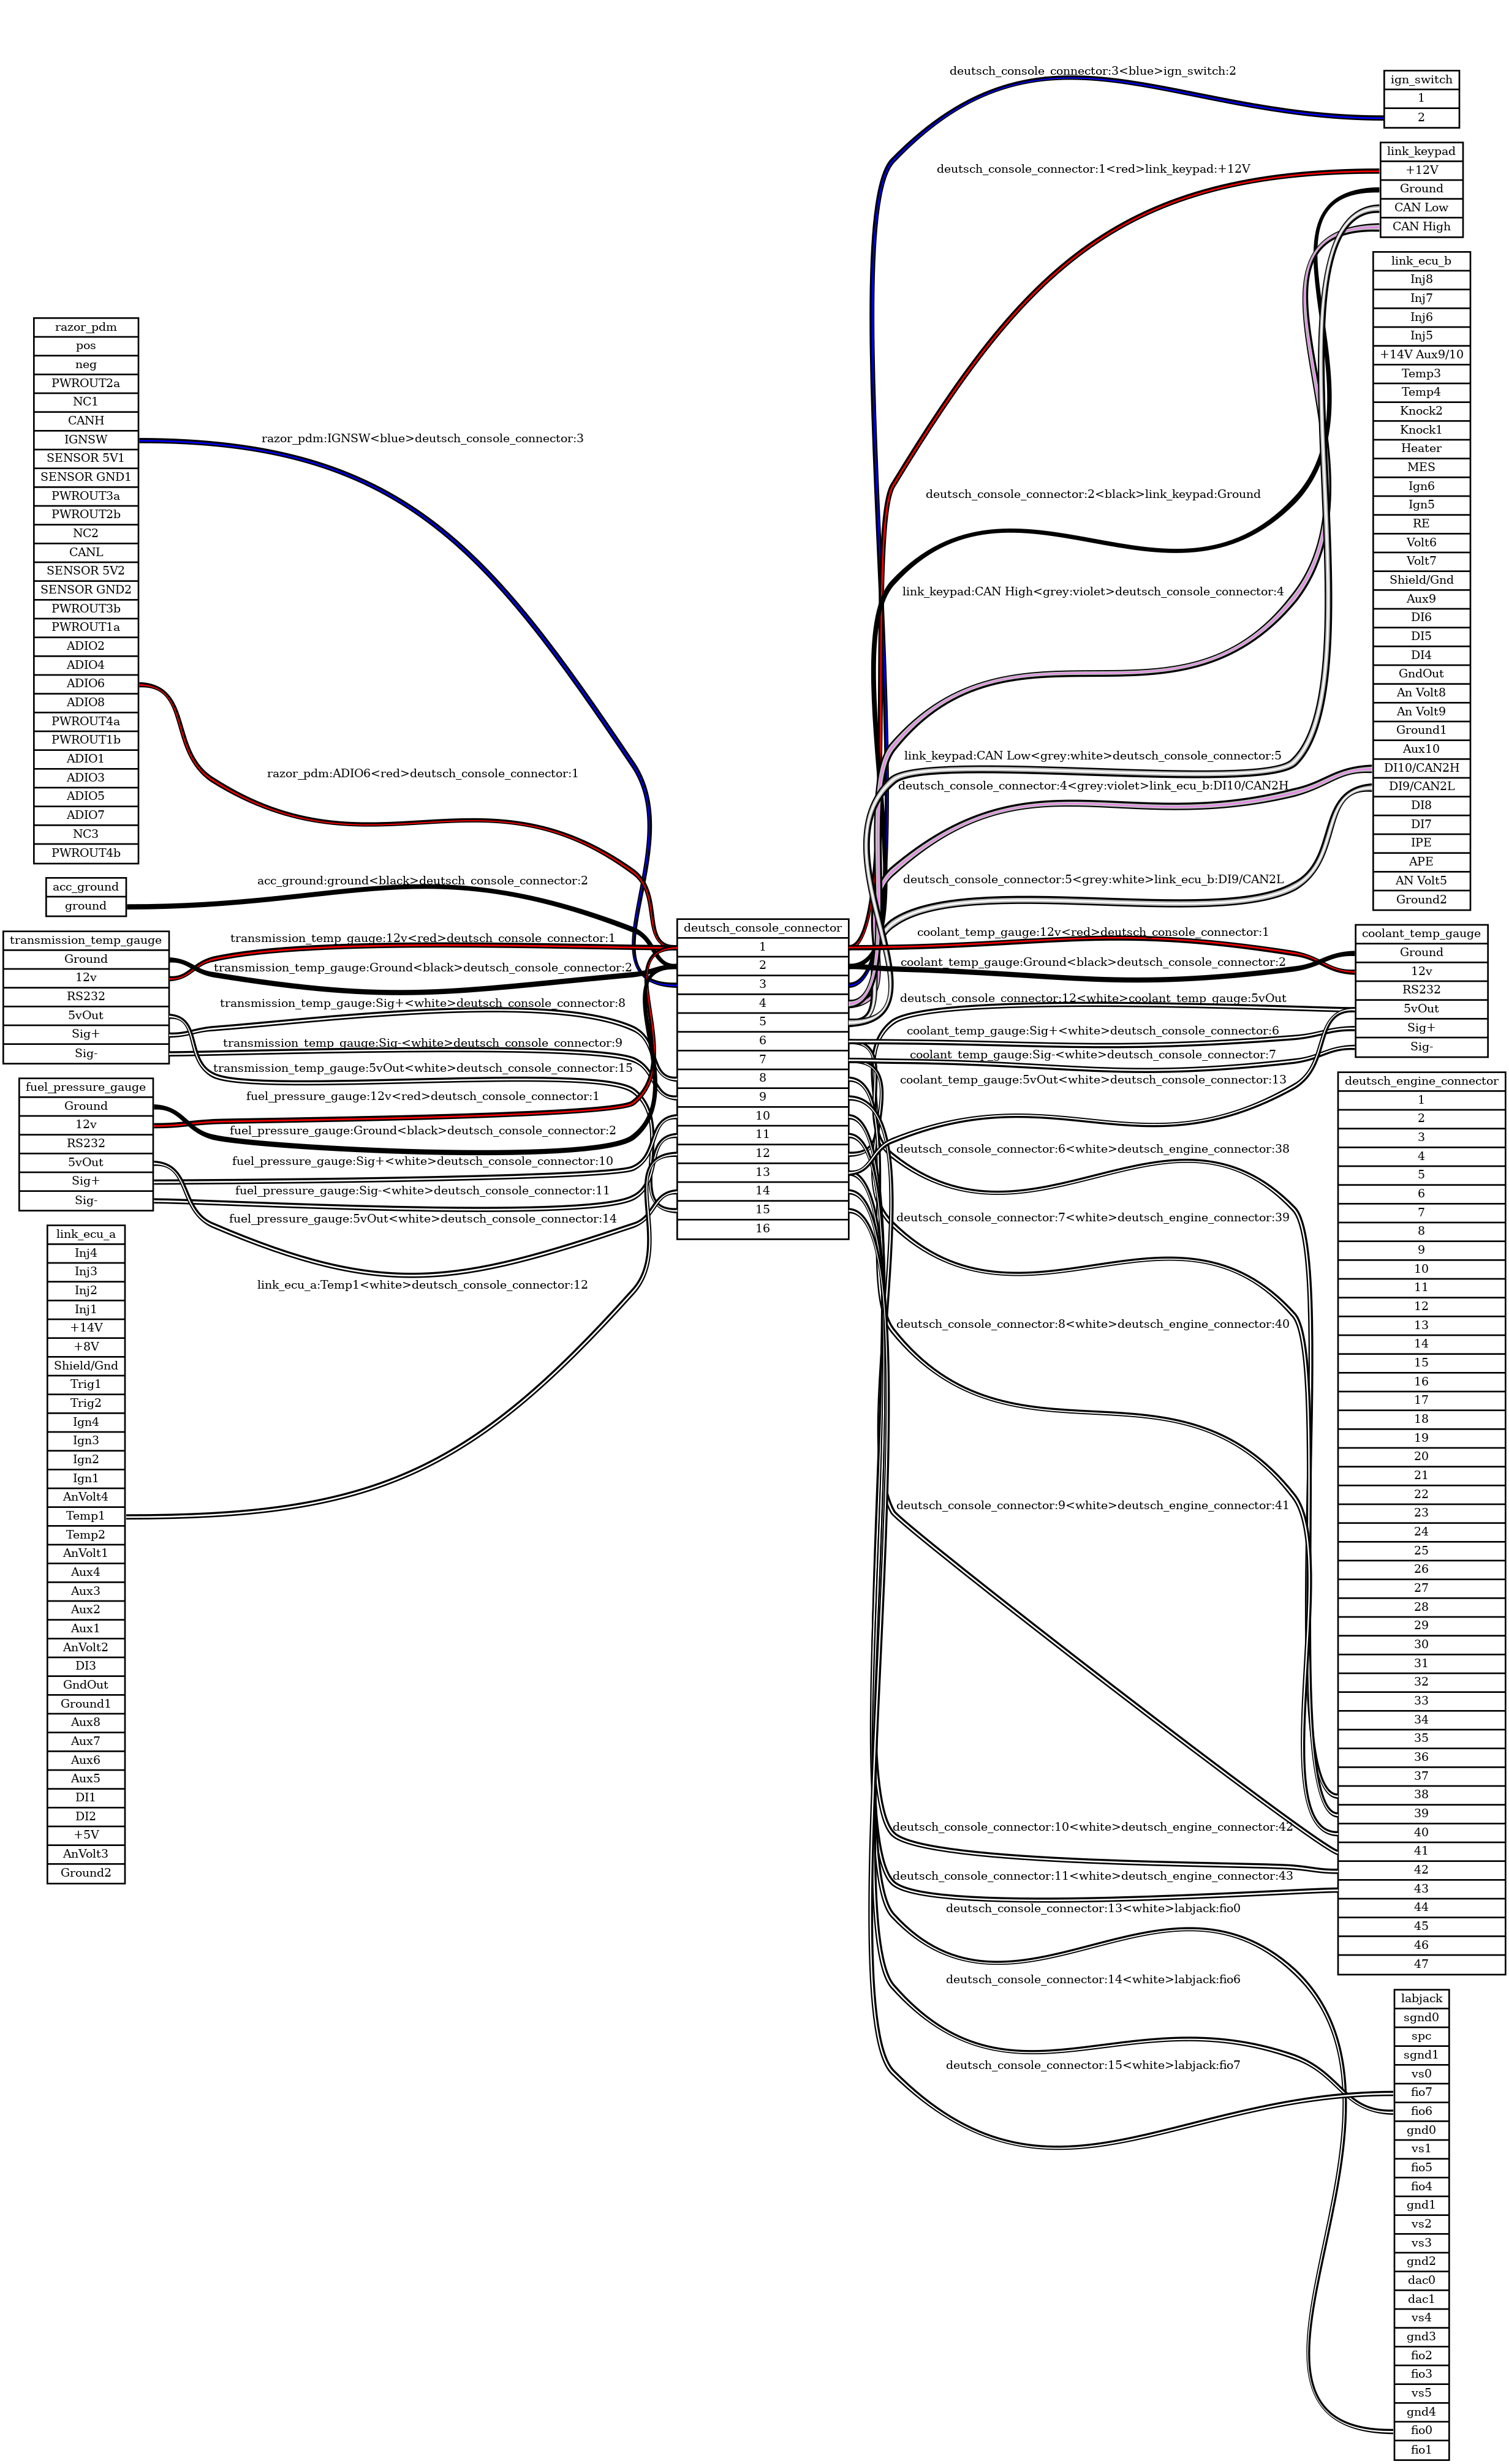 razor_pdm
pos
neg
PWROUT2a
NC1
CANH
IGNSW
SENSOR 5V1
SENSOR GND1
PWROUT3a
PWROUT2b
NC2
CANL
SENSOR 5V2
SENSOR GND2
PWROUT3b
PWROUT1a
ADIO2
ADIO4
ADIO6
ADIO8
PWROUT4a
PWROUT1b
ADIO1
ADIO3
ADIO5
ADIO7
NC3
PWROUT4b
acc_ground
ground
transmission_temp_gauge
Ground
12v
RS232
5vOut
Sig+
Sig-
fuel_pressure_gauge
Ground
12v
RS232
5vOut
Sig+
Sig-
link_ecu_a
Inj4
Inj3
Inj2
Inj1
+14V
+8V
Shield/Gnd
Trig1
Trig2
Ign4
Ign3
Ign2
Ign1
AnVolt4
Temp1
Temp2
AnVolt1
Aux4
Aux3
Aux2
Aux1
AnVolt2
DI3
GndOut
Ground1
Aux8
Aux7
Aux6
Aux5
DI1
DI2
+5V
AnVolt3
Ground2
razor_pdm:IGNSW<blue>deutsch_console_connector:3
razor_pdm:ADIO6<red>deutsch_console_connector:1
acc_ground:ground<black>deutsch_console_connector:2
transmission_temp_gauge:12v<red>deutsch_console_connector:1
transmission_temp_gauge:Ground<black>deutsch_console_connector:2
transmission_temp_gauge:Sig+<white>deutsch_console_connector:8
transmission_temp_gauge:Sig-<white>deutsch_console_connector:9
transmission_temp_gauge:5vOut<white>deutsch_console_connector:15
fuel_pressure_gauge:12v<red>deutsch_console_connector:1
fuel_pressure_gauge:Ground<black>deutsch_console_connector:2
fuel_pressure_gauge:Sig+<white>deutsch_console_connector:10
fuel_pressure_gauge:Sig-<white>deutsch_console_connector:11
fuel_pressure_gauge:5vOut<white>deutsch_console_connector:14
link_ecu_a:Temp1<white>deutsch_console_connector:12
deutsch_console_connector
1
2
3
4
5
6
7
8
9
10
11
12
13
14
15
16
deutsch_console_connector:3<blue>ign_switch:2
deutsch_console_connector:1<red>link_keypad:+12V
deutsch_console_connector:2<black>link_keypad:Ground
link_keypad:CAN High<grey:violet>deutsch_console_connector:4
link_keypad:CAN Low<grey:white>deutsch_console_connector:5
deutsch_console_connector:4<grey:violet>link_ecu_b:DI10/CAN2H
deutsch_console_connector:5<grey:white>link_ecu_b:DI9/CAN2L
coolant_temp_gauge:12v<red>deutsch_console_connector:1
coolant_temp_gauge:Ground<black>deutsch_console_connector:2
deutsch_console_connector:12<white>coolant_temp_gauge:5vOut
coolant_temp_gauge:Sig+<white>deutsch_console_connector:6
coolant_temp_gauge:Sig-<white>deutsch_console_connector:7
coolant_temp_gauge:5vOut<white>deutsch_console_connector:13
deutsch_console_connector:6<white>deutsch_engine_connector:38
deutsch_console_connector:7<white>deutsch_engine_connector:39
deutsch_console_connector:8<white>deutsch_engine_connector:40
deutsch_console_connector:9<white>deutsch_engine_connector:41
deutsch_console_connector:10<white>deutsch_engine_connector:42
deutsch_console_connector:11<white>deutsch_engine_connector:43
deutsch_console_connector:13<white>labjack:fio0
deutsch_console_connector:14<white>labjack:fio6
deutsch_console_connector:15<white>labjack:fio7
ign_switch
1
2
link_keypad
+12V
Ground
CAN Low
CAN High
link_ecu_b
Inj8
Inj7
Inj6
Inj5
+14V Aux9/10
Temp3
Temp4
Knock2
Knock1
Heater
MES
Ign6
Ign5
RE
Volt6
Volt7
Shield/Gnd
Aux9
DI6
DI5
DI4
GndOut
An Volt8
An Volt9
Ground1
Aux10
DI10/CAN2H
DI9/CAN2L
DI8
DI7
IPE
APE
AN Volt5
Ground2
coolant_temp_gauge
Ground
12v
RS232
5vOut
Sig+
Sig-
deutsch_engine_connector
1
2
3
4
5
6
7
8
9
10
11
12
13
14
15
16
17
18
19
20
21
22
23
24
25
26
27
28
29
30
31
32
33
34
35
36
37
38
39
40
41
42
43
44
45
46
47
labjack
sgnd0
spc
sgnd1
vs0
fio7
fio6
gnd0
vs1
fio5
fio4
gnd1
vs2
vs3
gnd2
dac0
dac1
vs4
gnd3
fio2
fio3
vs5
gnd4
fio0
fio1